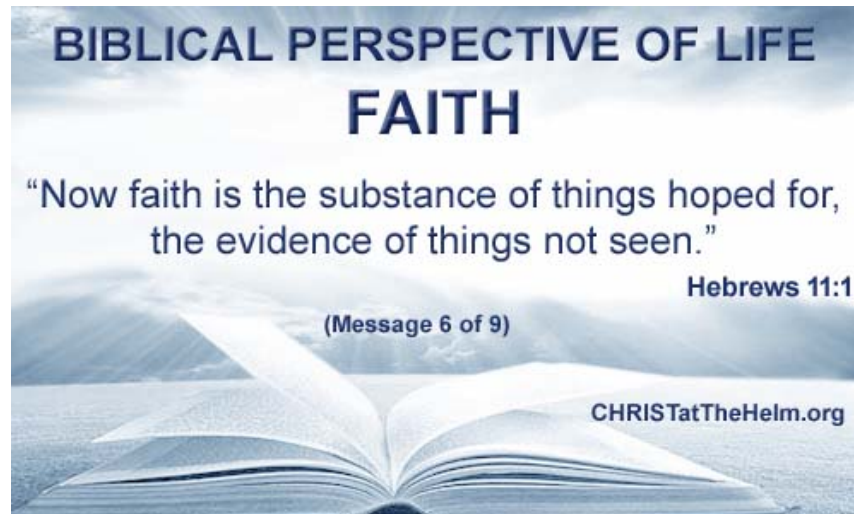 BIBLICAL PERSPECTIVE OF LIFE
FAITH
“Now faith is the substance of things hoped for,
the evidence of things not seen.”
Hebrews 11:1
(Message 6 of 9)
CHRISTatTheHelm.org